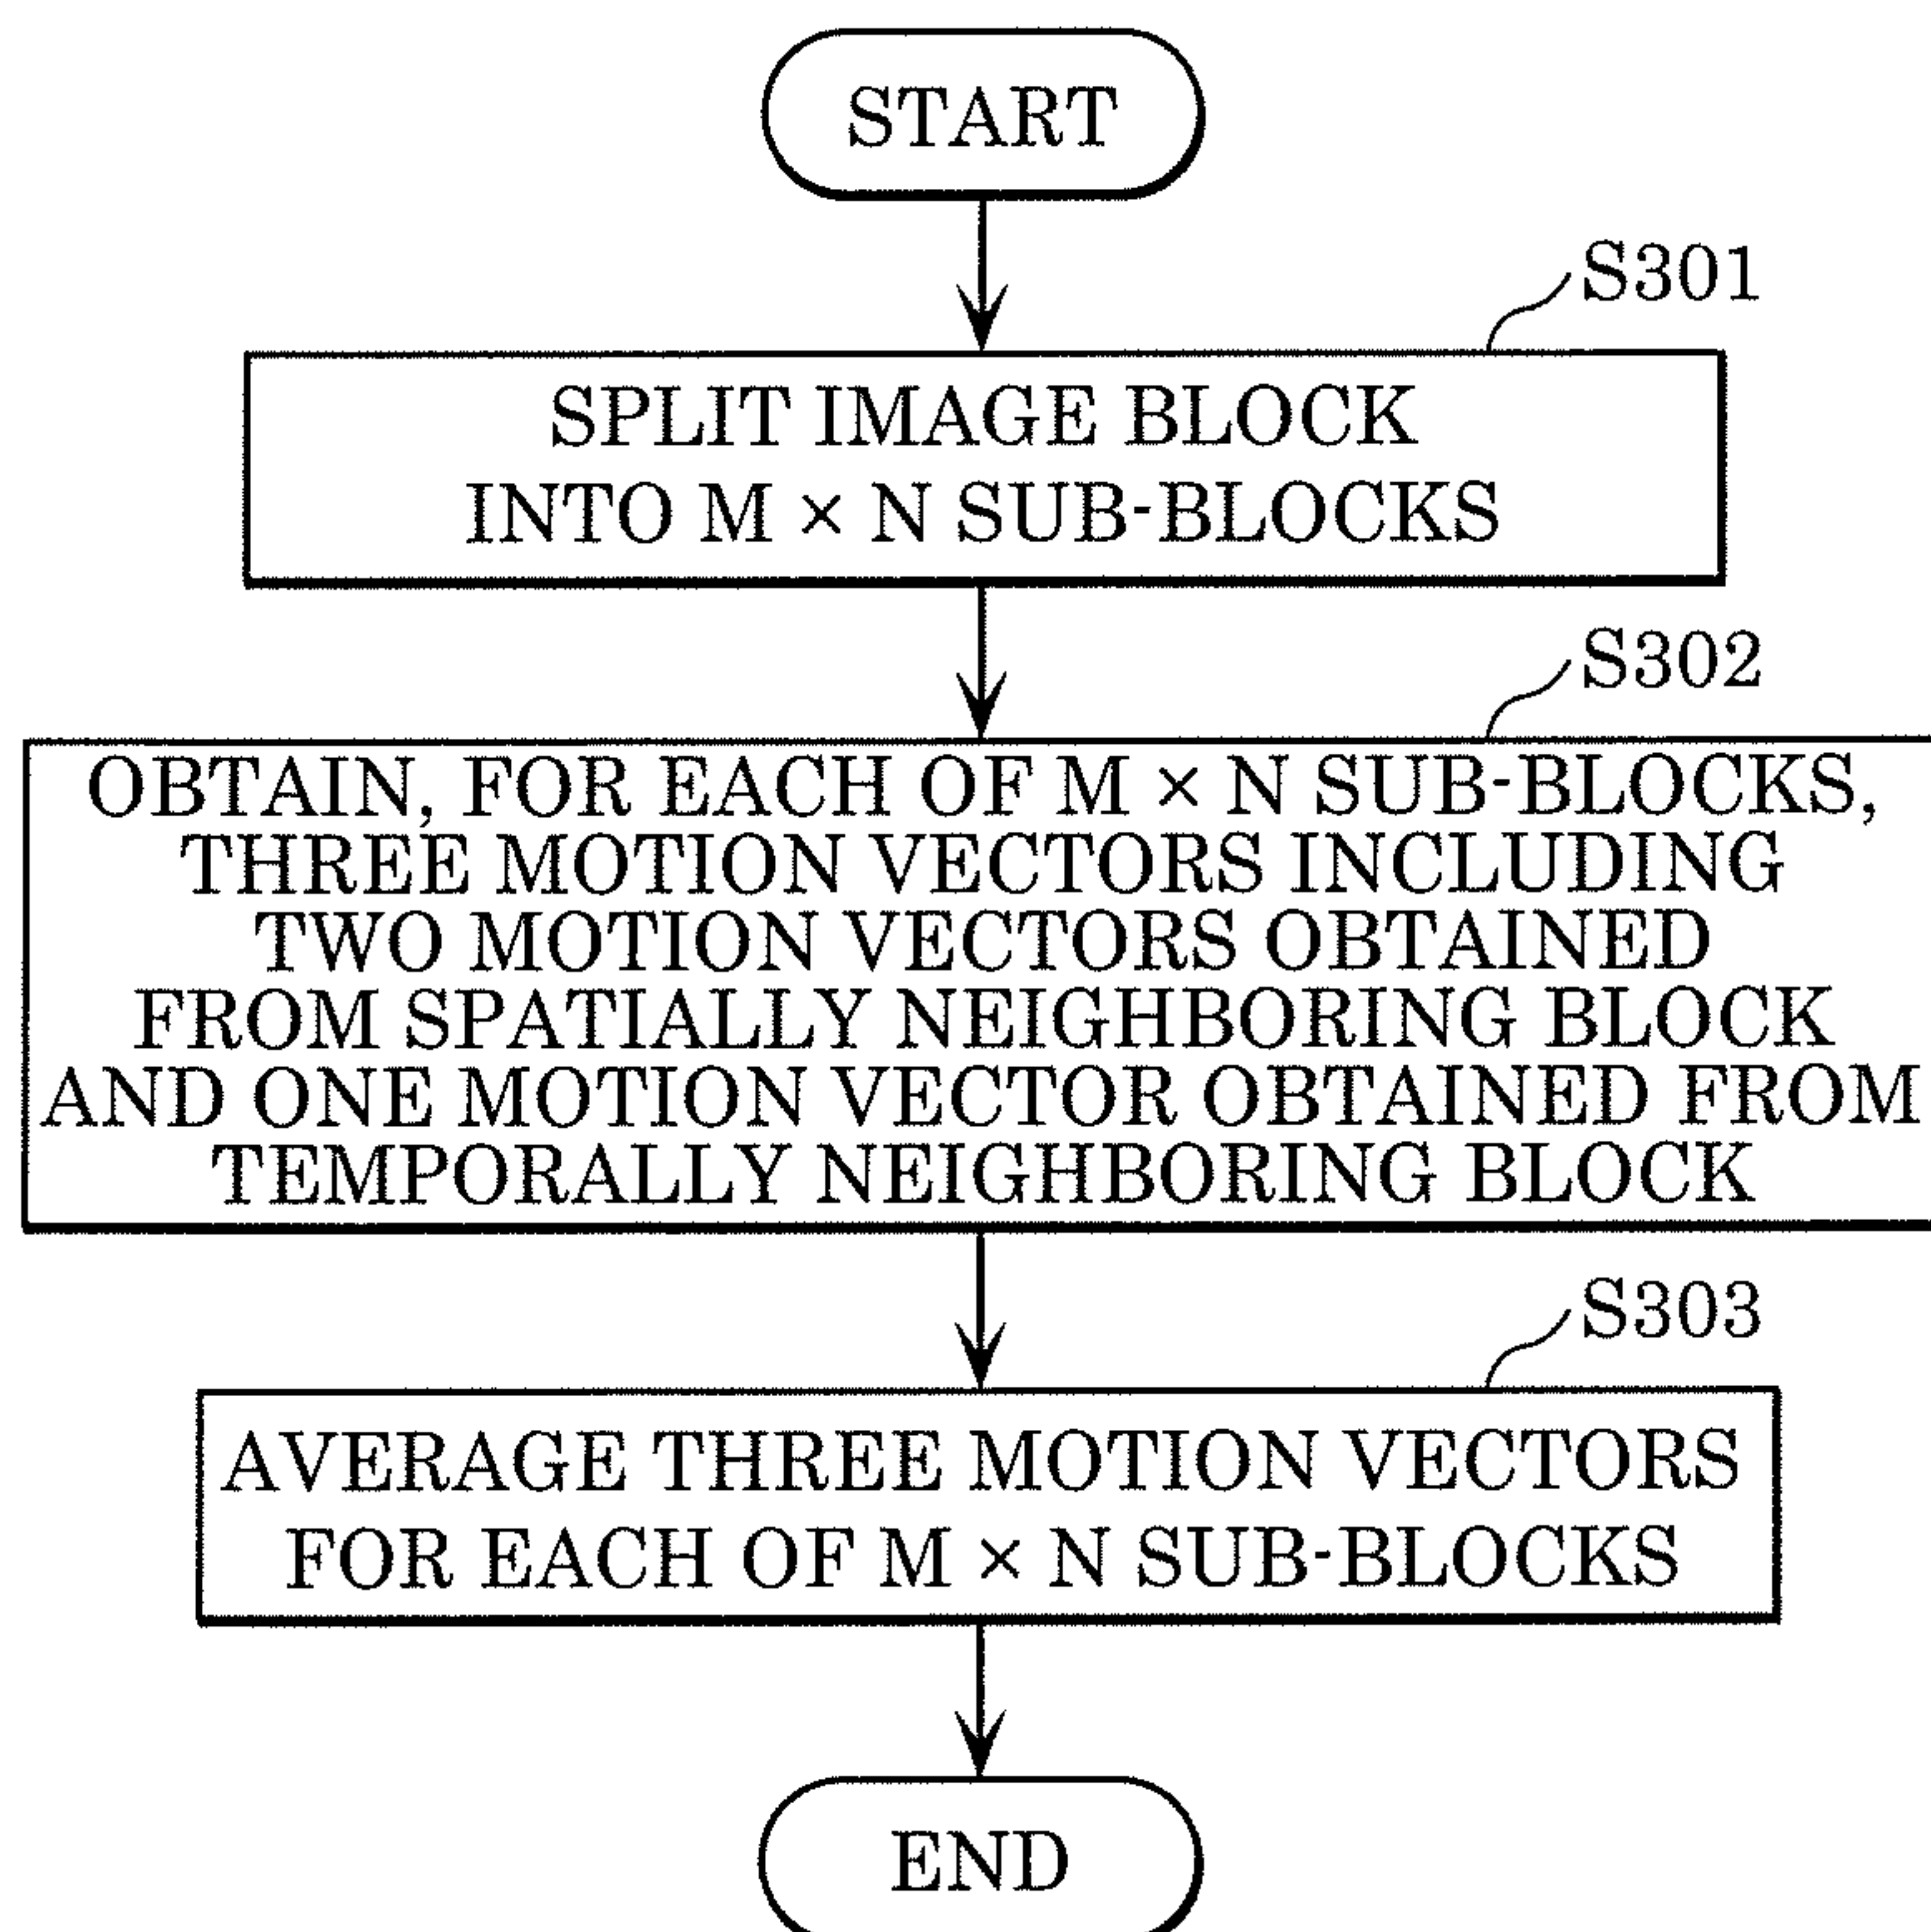 START
S301
SPLIT IMAGE BLOCK
INTO M × N SUB-BLOCKS
S302
OBTAIN, FOR EACH OF M × N SUB-BLOCKS,
THREE MOTION VECTORS INCLUDING
TWO MOTION VECTORS OBTAINED
FROM SPATIALLY NEIGHBORING BLOCK
AND ONE MOTION VECTOR OBTAINED FROM
TEMPORALLY NEIGHBORING BLOCK
S303
AVERAGE THREE MOTION VECTORS
FOR EACH OF M × N SUB-BLOCKS
END